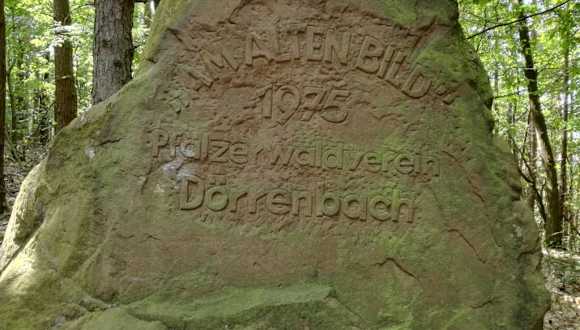 "IM ALTEN BILD"
1975
Pfälzerwaldverein
Dörrenbach